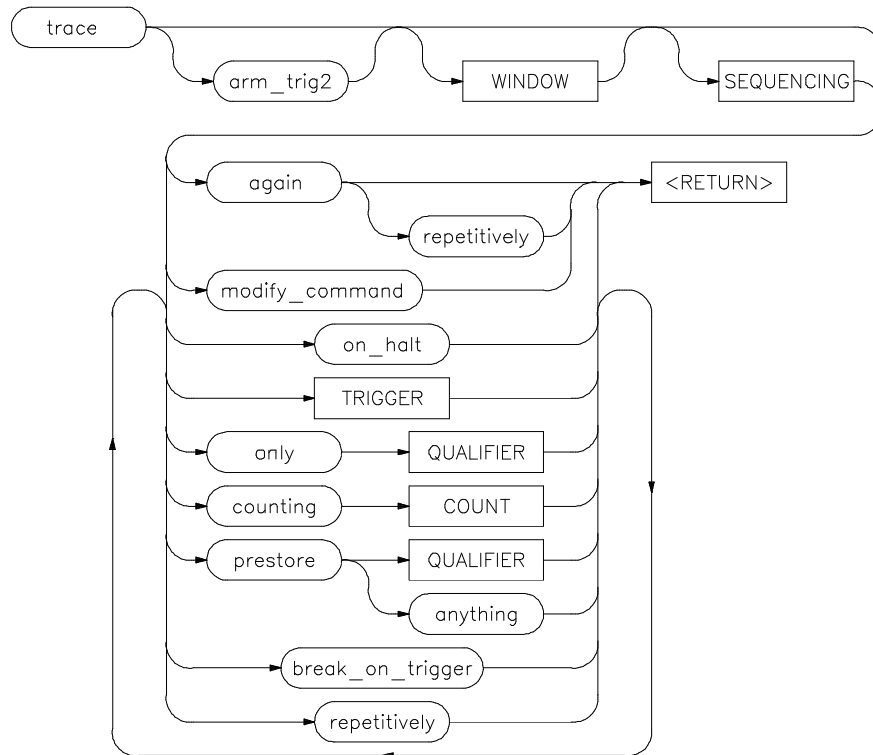 trace
arm_trig2 WINDOW SEQUENCING
again <RETURN>
repetitively
modify_command
on_halt
TRIGGER
only QUALIFIER
counting COUNT
prestore QUALIFIER
anything
break_on_trigger
repetitively